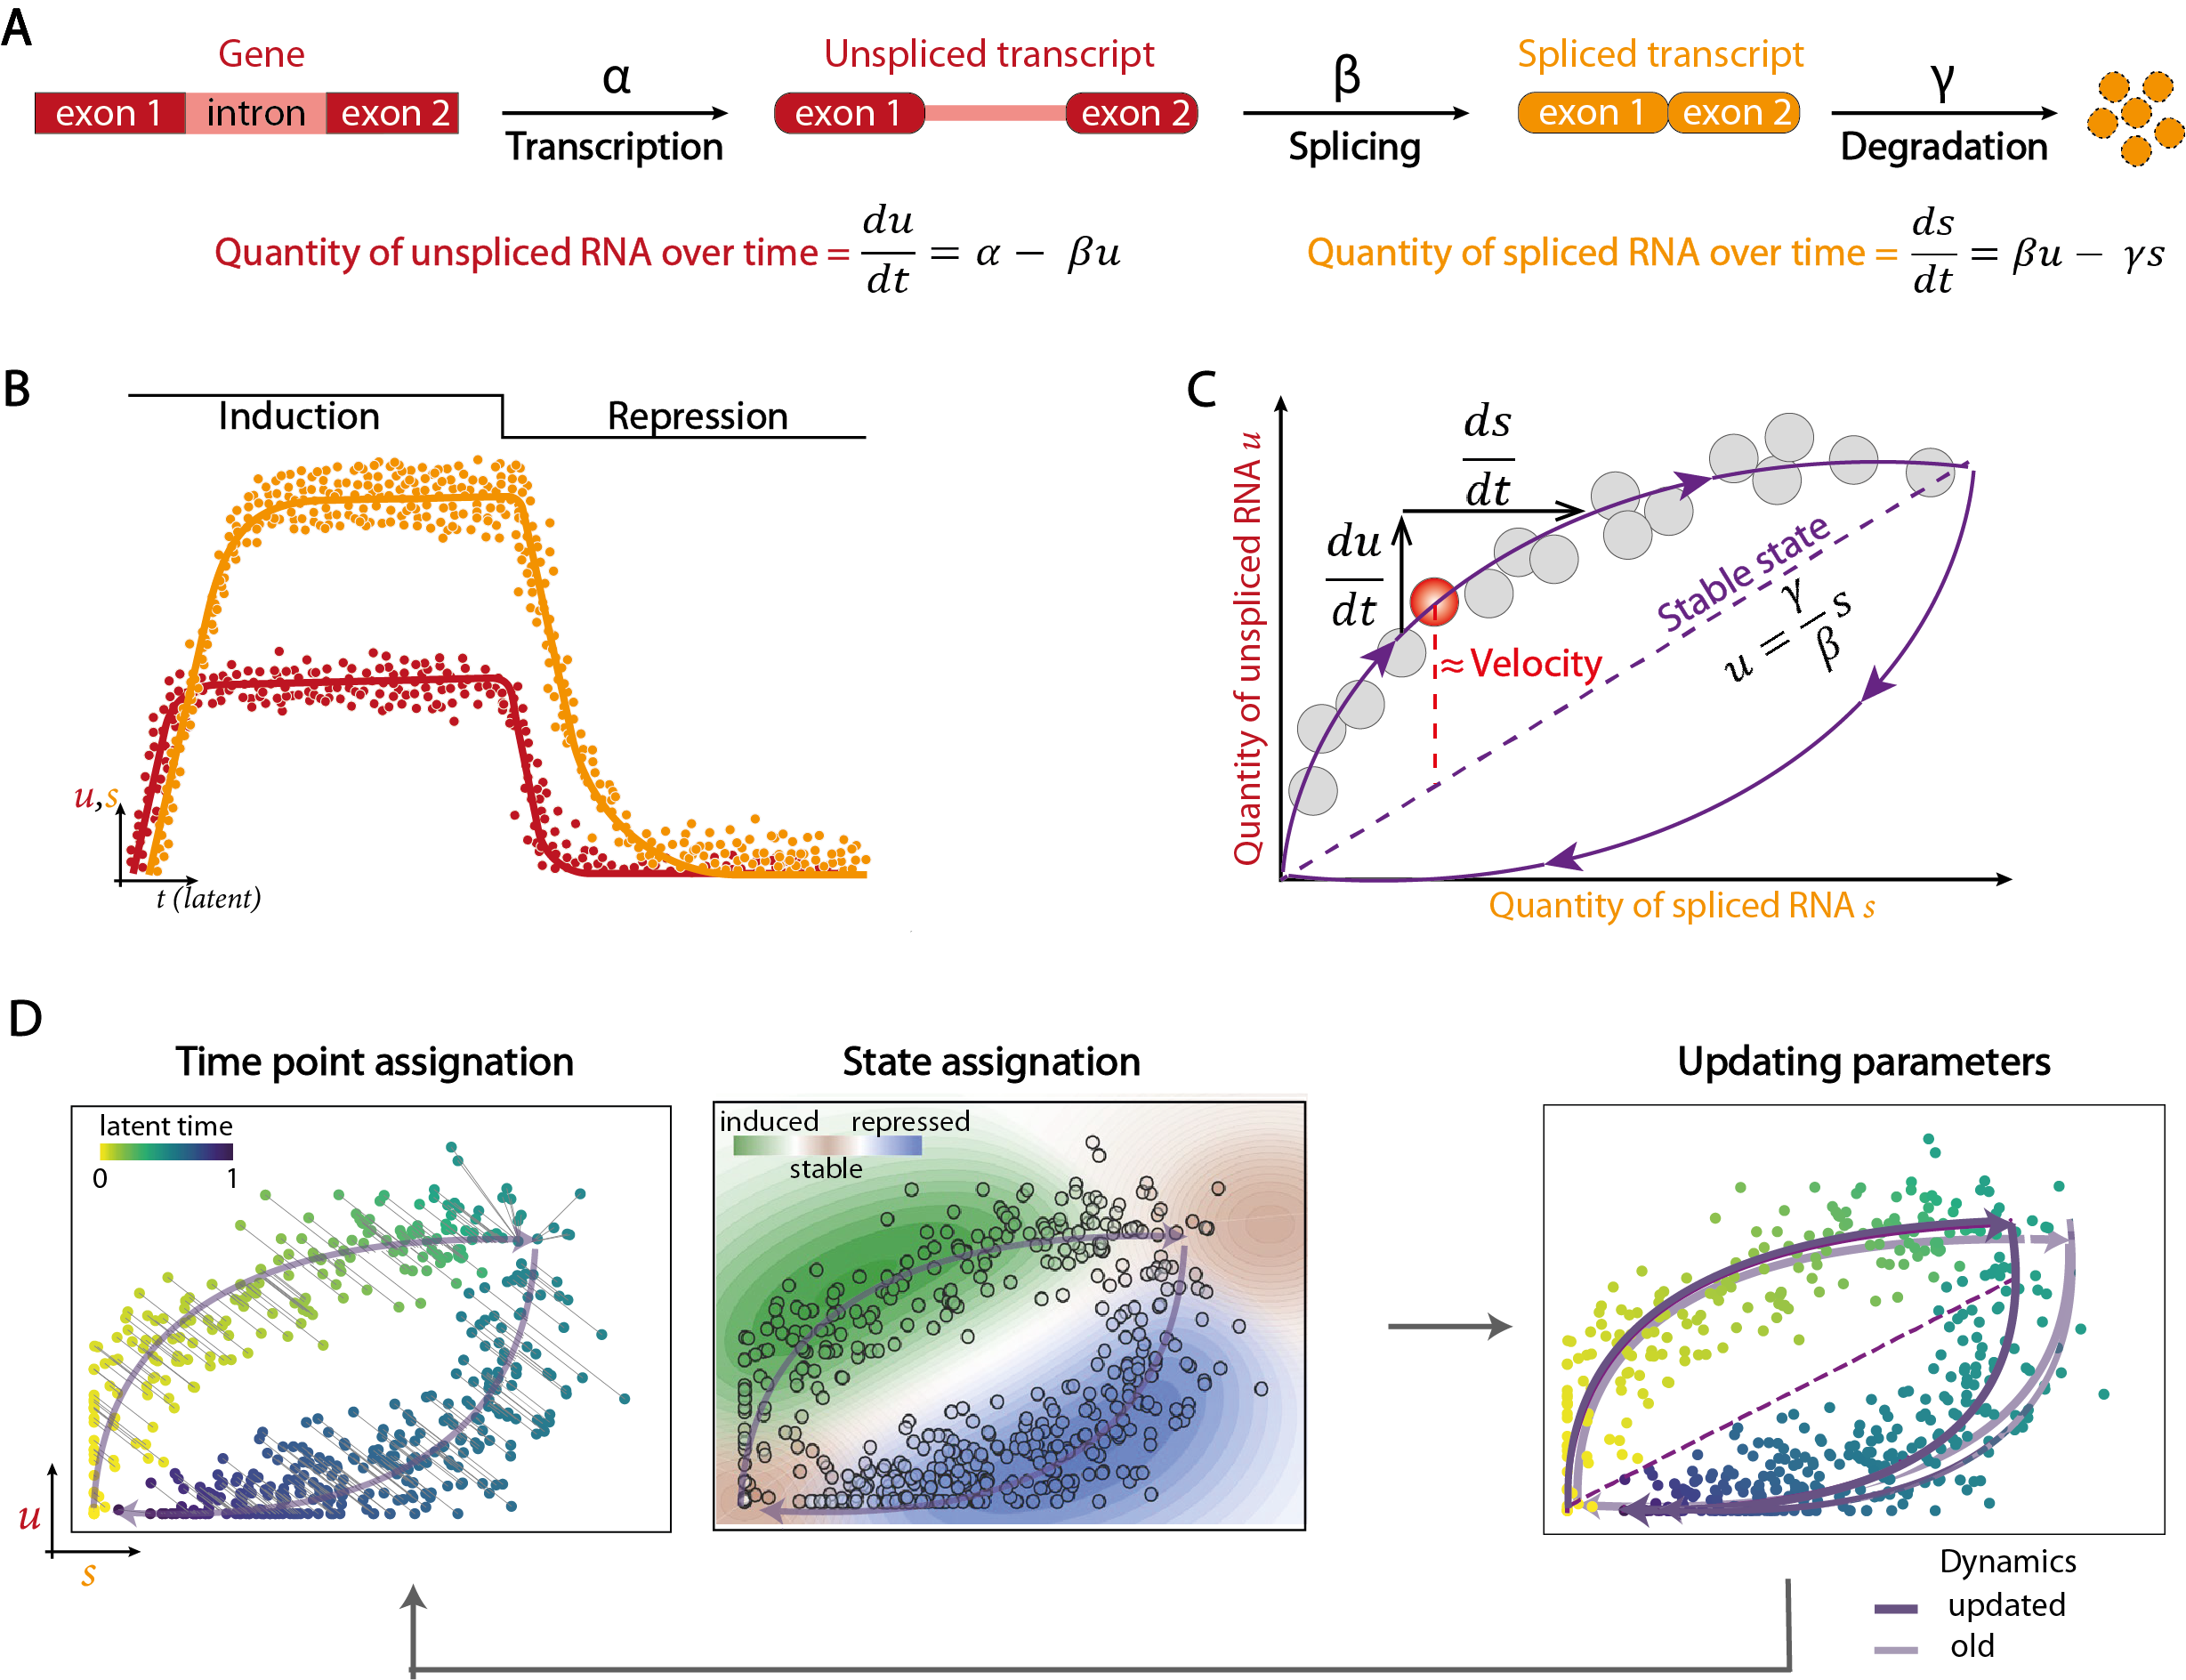 A
Gene
exon 1 intron exon 2
α
Transcription
Unspliced transcript
exon 1 exon 2
β
Splicing
Spliced transcript
exon 1 exon 2
γ
Degradation
Quantity of unspliced RNA over time = du/dt = α − βu
Quantity of spliced RNA over time = ds/dt = βu − γs
B
Induction
Repression
u,s
t (latent)
C
Quantity of unspliced RNA u
ds/dt
du/dt
≈ Velocity
Stable state
u = γ/β s
Quantity of spliced RNA s
D
Time point assignation
latent time
0 1
u
s
State assignation
induced repressed
stable
Updating parameters
Dynamics
updated
old